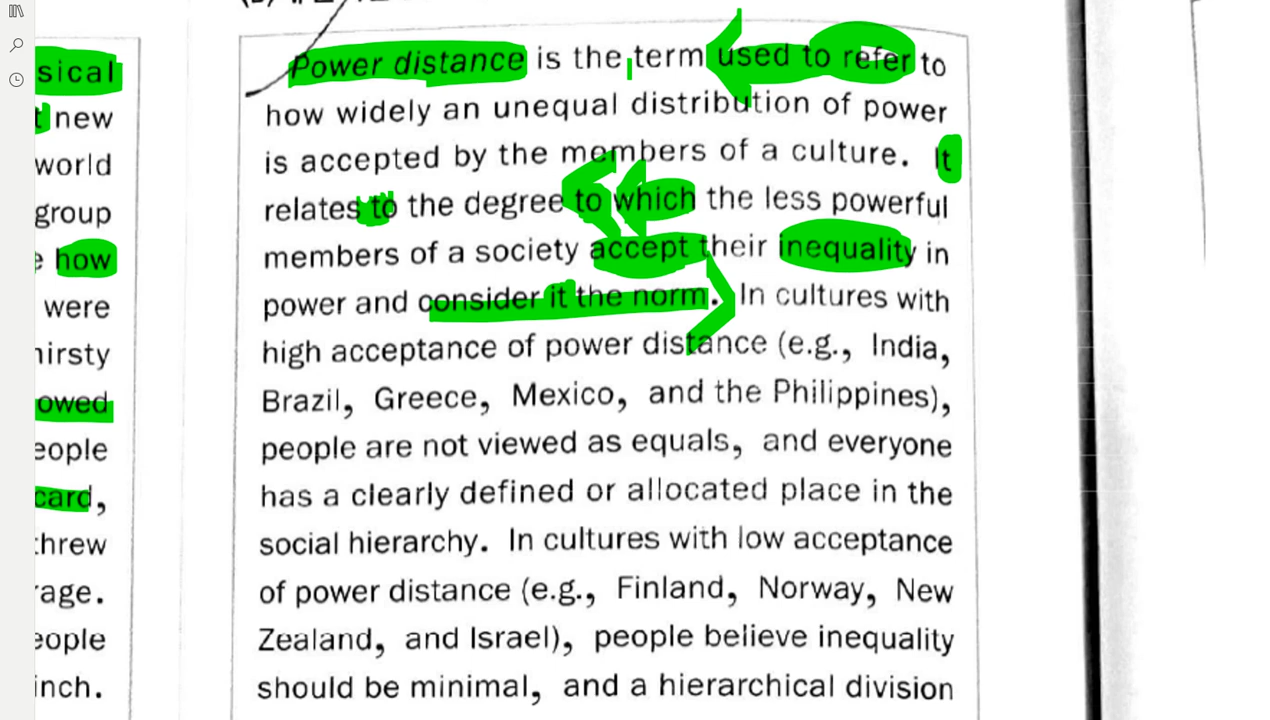 sical
t new
world
group
how
were
hirsty
owed
eople
card,
threw
rage.
eople
inch.
Power distance is the term used to refer to
how widely an unequal distribution of power
is accepted by the members of a culture. It
relates to the degree to which the less powerful
members of a society accept their inequality in
power and consider it the norm. In cultures with
high acceptance of power distance (e.g., India,
Brazil, Greece, Mexico, and the Philippines),
people are not viewed as equals, and everyone
has a clearly defined or allocated place in the
social hierarchy. In cultures with low acceptance
of power distance (e.g., Finland, Norway, New
Zealand, and Israel), people believe inequality
should be minimal, and a hierarchical division